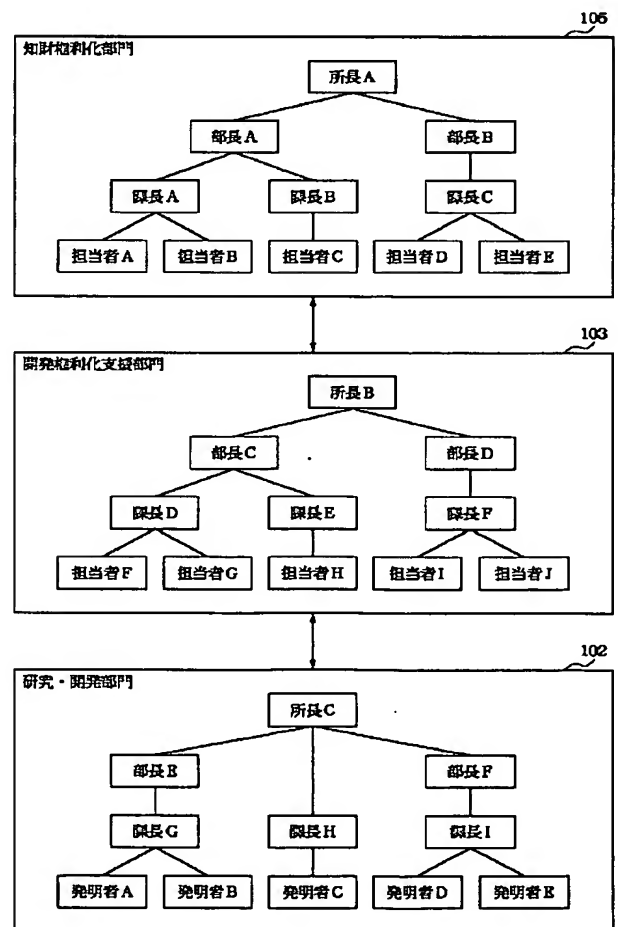 105
知財権利化部門
所長A
部長A 部長B
課長A 課長B 課長C
担当者A 担当者B 担当者C 担当者D 担当者E
103
開発権利化支援部門
所長B
部長C 部長D
課長D 課長E 課長F
担当者F 担当者G 担当者H 担当者I 担当者J
102
研究・開発部門
所長C
部長E 部長F
課長G 課長H 課長I
発明者A 発明者B 発明者C 発明者D 発明者E